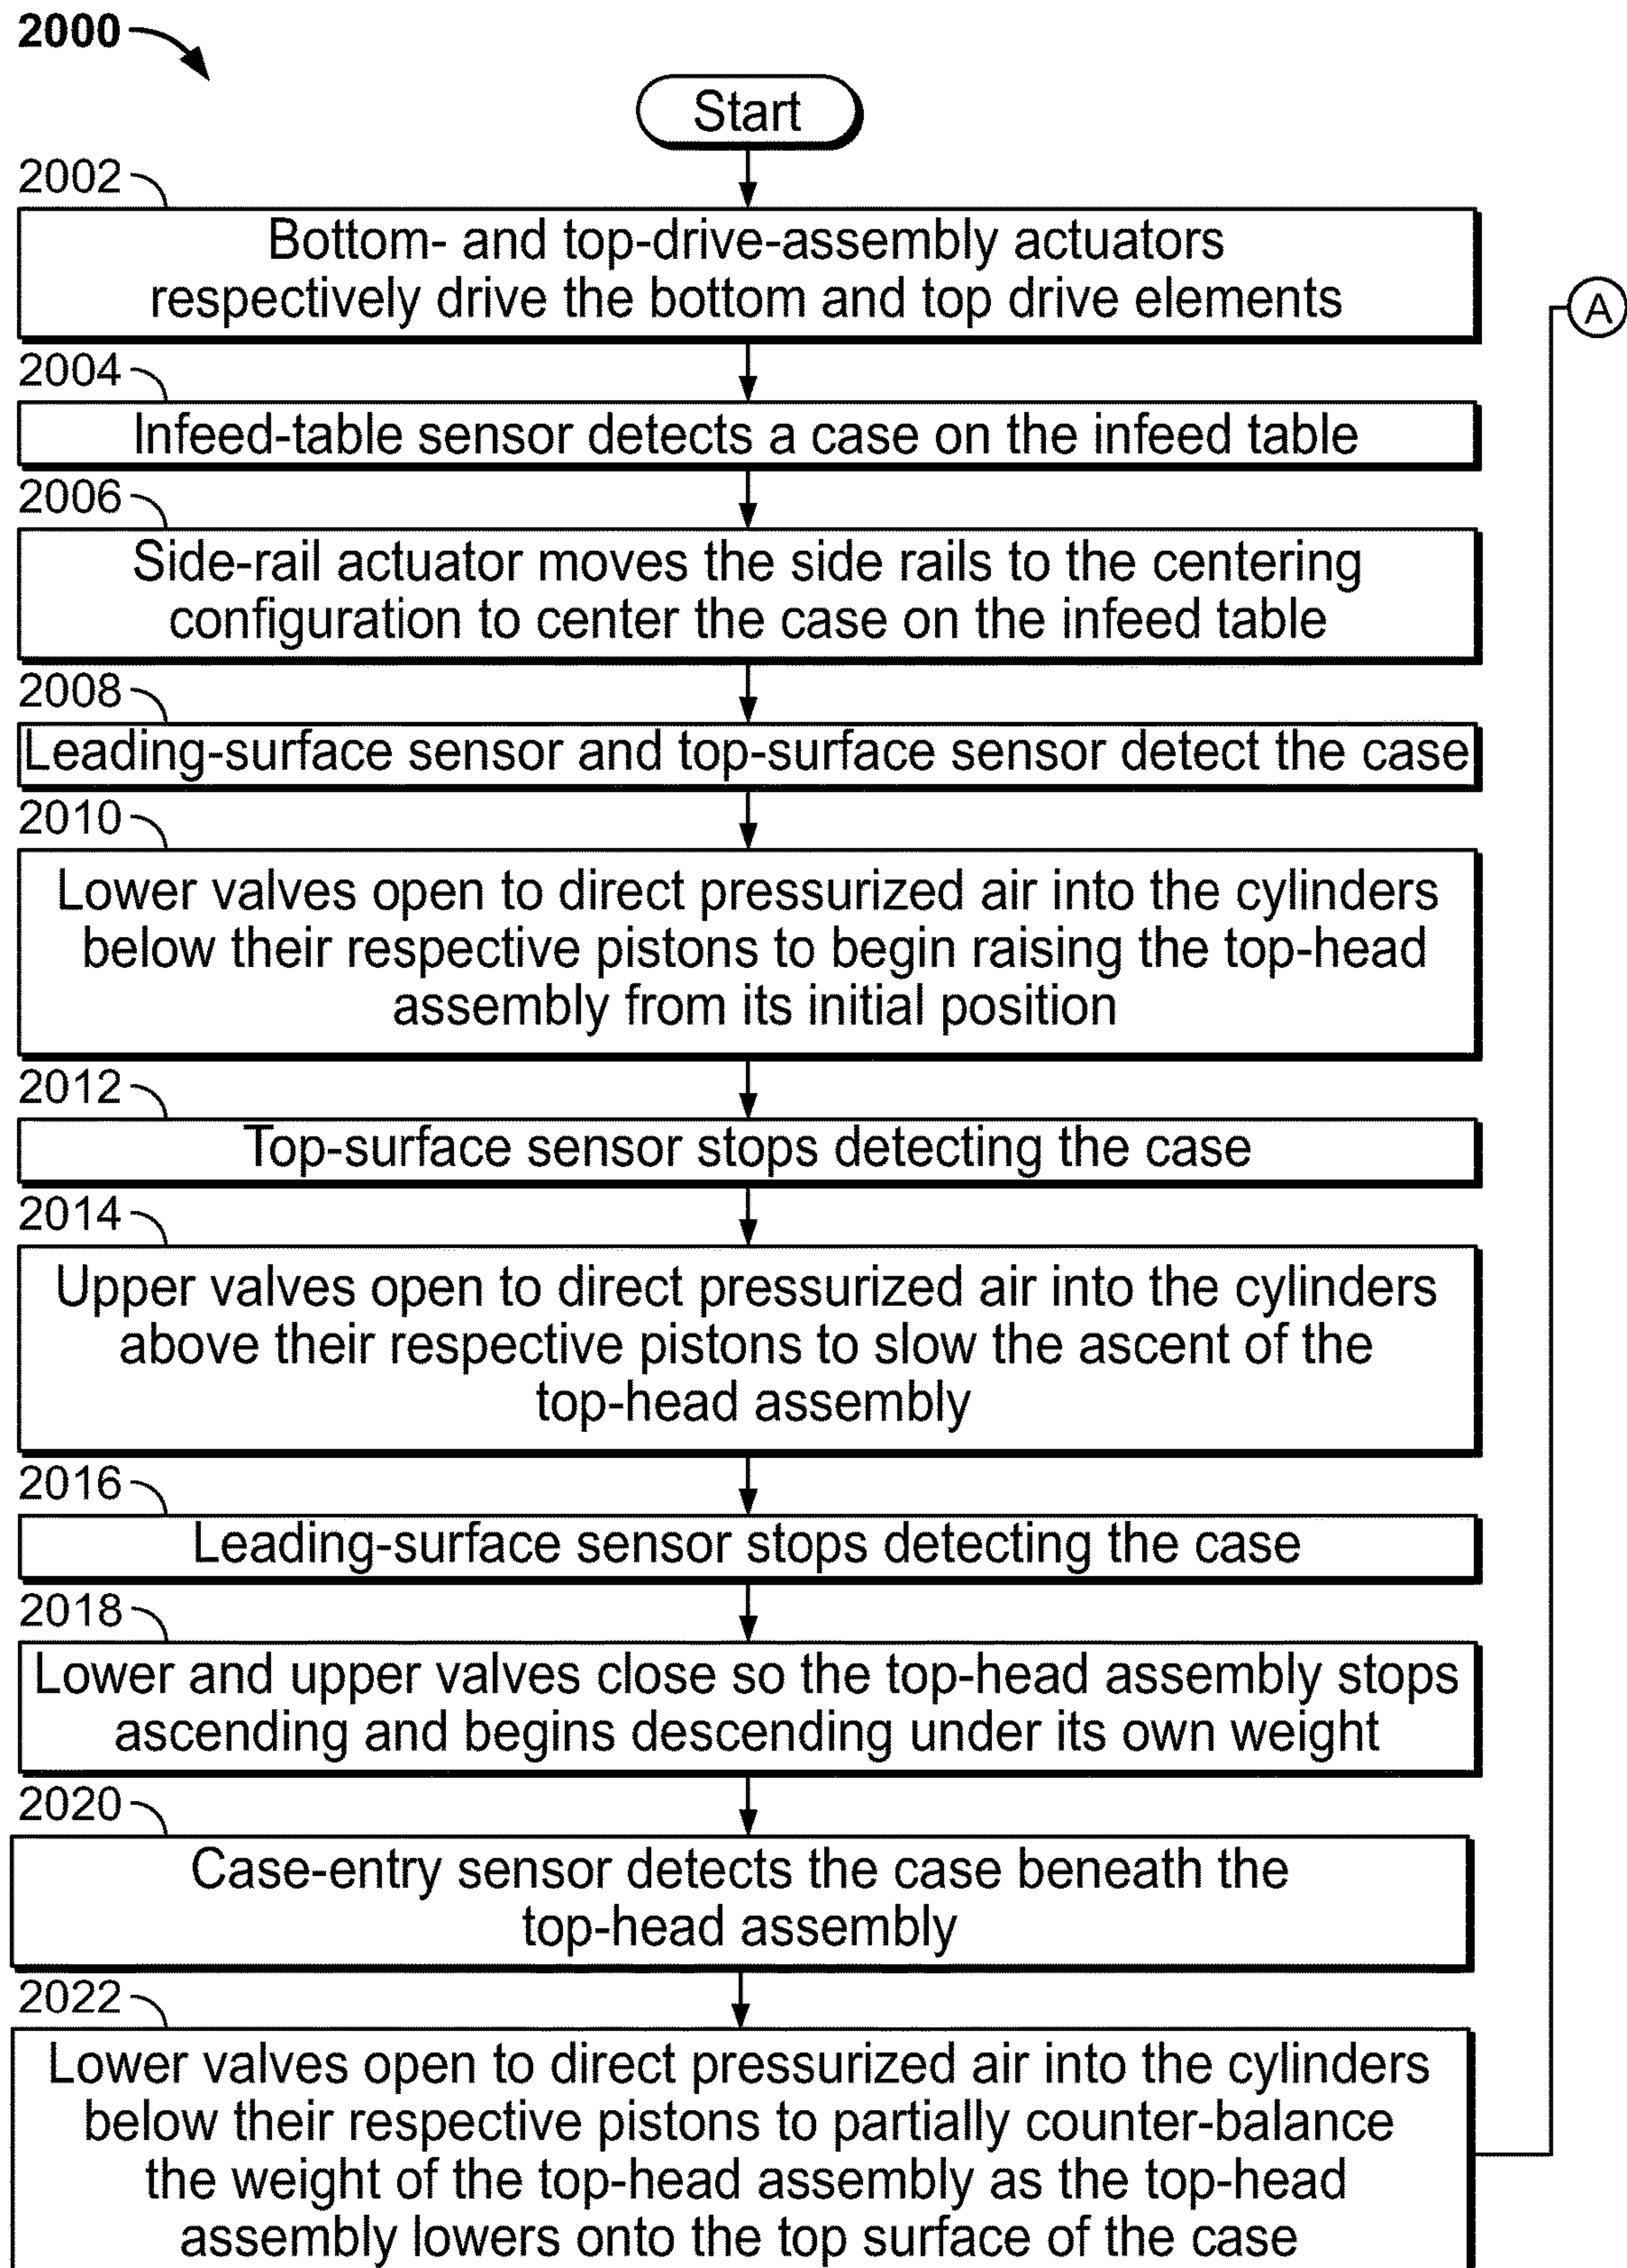 2000
Start
2002
Bottom- and top-drive-assembly actuators
respectively drive the bottom and top drive elements
A
2004
Infeed-table sensor detects a case on the infeed table
2006
Side-rail actuator moves the side rails to the centering
configuration to center the case on the infeed table
2008
Leading-surface sensor and top-surface sensor detect the case
2010
Lower valves open to direct pressurized air into the cylinders
below their respective pistons to begin raising the top-head
assembly from its initial position
2012
Top-surface sensor stops detecting the case
2014
Upper valves open to direct pressurized air into the cylinders
above their respective pistons to slow the ascent of the
top-head assembly
2016
Leading-surface sensor stops detecting the case
2018
Lower and upper valves close so the top-head assembly stops
ascending and begins descending under its own weight
2020
Case-entry sensor detects the case beneath the
top-head assembly
2022
Lower valves open to direct pressurized air into the cylinders
below their respective pistons to partially counter-balance
the weight of the top-head assembly as the top-head
assembly lowers onto the top surface of the case